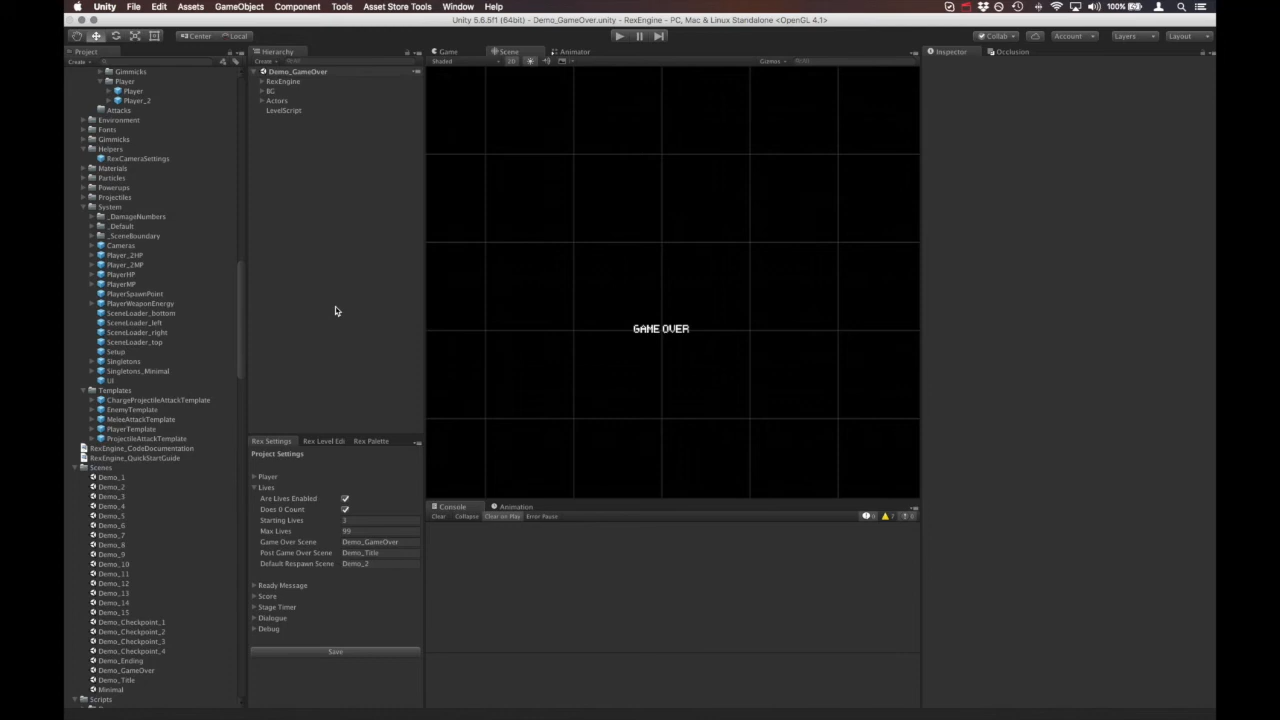 Unity File Edit Assets GameObject Component Tools Asset Store Tools Window Help 100%
Unity 5.6.5f1 (64bit) - Demo_GameOver.unity - RexEngine - PC, Mac & Linux Standalone <OpenGL 4.1>
Center Local Collab Account Layers Layout
Project
Create
Gimmicks
Player
Player
Player_2
Attacks
Environment
Fonts
Gimmicks
Helpers
RexCameraSettings
Materials
Particles
Powerups
Projectiles
System
_DamageNumbers
_Default
_SceneBoundary
Cameras
Player_2HP
Player_2MP
PlayerHP
PlayerMP
PlayerSpawnPoint
PlayerWeaponEnergy
SceneLoader_bottom
SceneLoader_left
SceneLoader_right
SceneLoader_top
Setup
Singletons
Singletons_Minimal
UI
Templates
ChargeProjectileAttackTemplate
EnemyTemplate
MeleeAttackTemplate
PlayerTemplate
ProjectileAttackTemplate
RexEngine_CodeDocumentation
RexEngine_QuickStartGuide
Scenes
Demo_1
Demo_2
Demo_3
Demo_4
Demo_5
Demo_6
Demo_7
Demo_8
Demo_9
Demo_10
Demo_11
Demo_12
Demo_13
Demo_14
Demo_15
Demo_Checkpoint_1
Demo_Checkpoint_2
Demo_Checkpoint_3
Demo_Checkpoint_4
Demo_Ending
Demo_GameOver
Demo_Title
Minimal
Scripts
Hierarchy
Create
Demo_GameOver
RexEngine
BG
Actors
LevelScript
Rex Settings Rex Level Edi Rex Palette
Project Settings
Player
Lives
Are Lives Enabled
Does 0 Count
Starting Lives 3
Max Lives 99
Game Over Scene Demo_GameOver
Post Game Over Scene Demo_Title
Default Respawn Scene Demo_2
Ready Message
Score
Stage Timer
Dialogue
Debug
Save
Game Scene Animator
Shaded 2D Gizmos
GAME OVER
Console Animation
Clear Collapse Clear on Play Error Pause
Inspector Occlusion